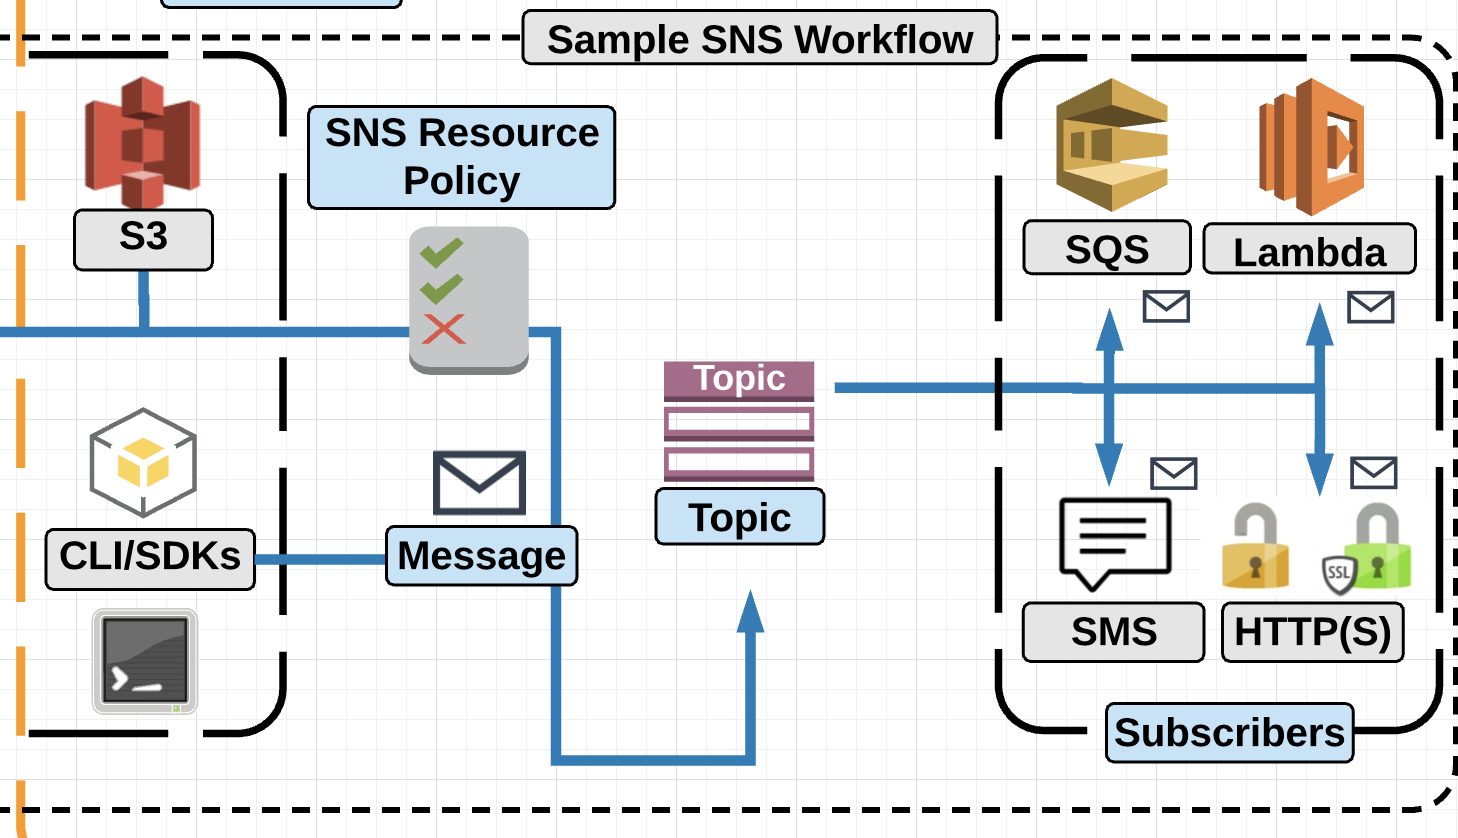 Sample SNS Workflow
S3
SNS Resource
Policy
SQS
Lambda
Topic
Topic
CLI/SDKs
Message
SSL
SMS
HTTP(S)
Subscribers